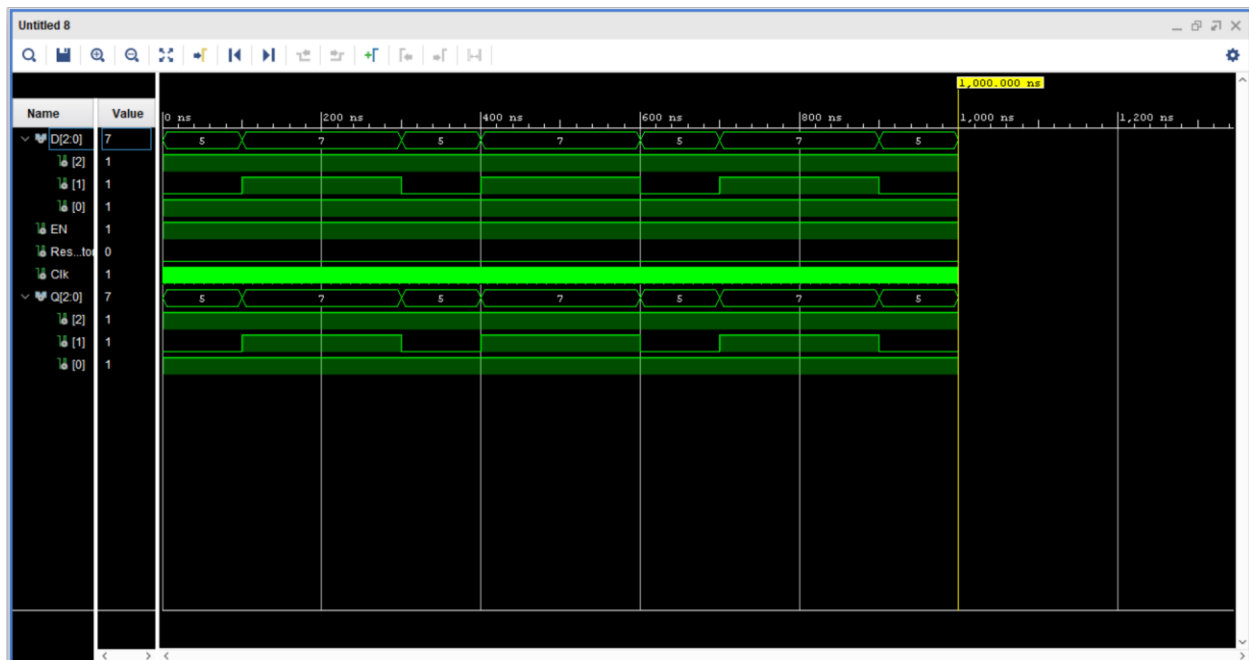 Untitled 8
1,000.000 ns
Name Value
0 ns 200 ns 400 ns 600 ns 800 ns 1,000 ns 1,200 ns
D[2:0] 7 5 7 5 7 5 7 5
[2] 1
[1] 1
[0] 1
EN 1
Res...tor 0
Clk 1
Q[2:0] 7 5 7 5 7 5 7 5
[2] 1
[1] 1
[0] 1